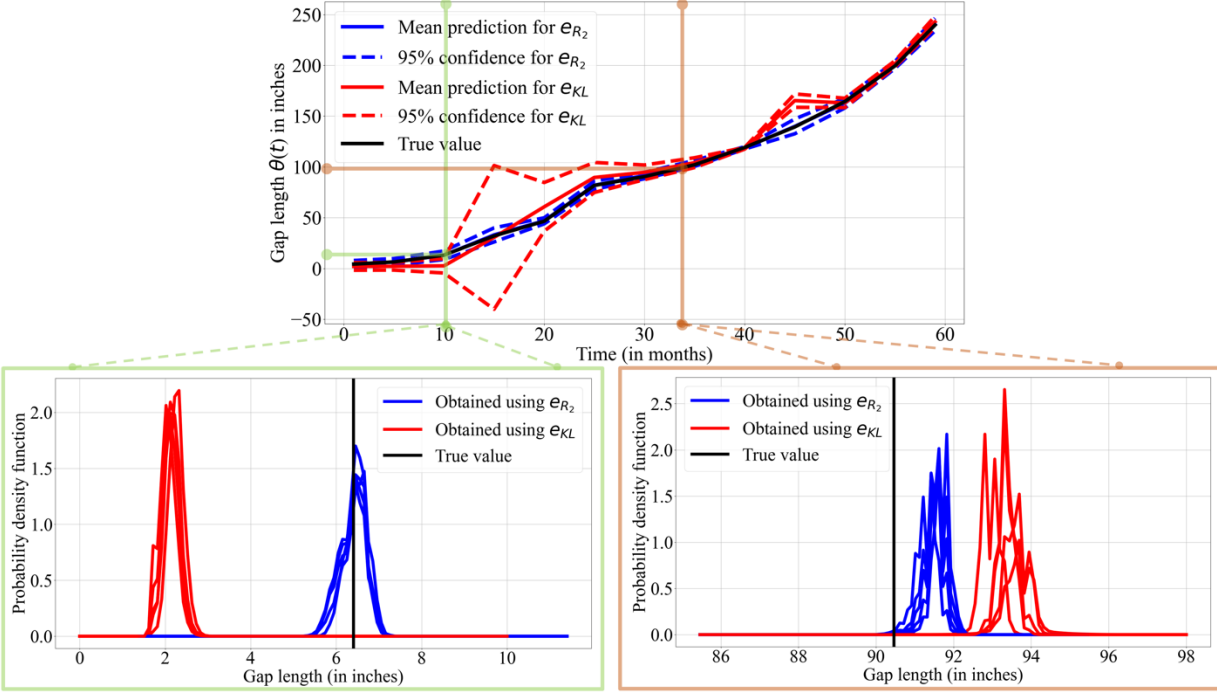 250
200
150
100
50
0
−50
Gap length θ(t) in inches
Mean prediction for e_{R_2}
95% confidence for e_{R_2}
Mean prediction for e_{KL}
95% confidence for e_{KL}
True value
0 10 20 30 40 50 60
Time (in months)
2.0
1.5
1.0
0.5
0.0
Probability density function
Obtained using e_{R_2}
Obtained using e_{KL}
True value
0 2 4 6 8 10
Gap length (in inches)
2.5
2.0
1.5
1.0
0.5
0.0
Probability density function
Obtained using e_{R_2}
Obtained using e_{KL}
True value
86 88 90 92 94 96 98
Gap length (in inches)